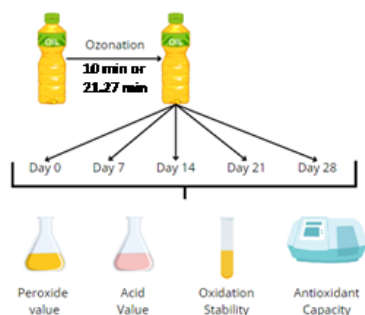 Ozonation
OIL OIL
10 min or
21.27 min
Day 0 Day 7 Day 14 Day 21 Day 28
Peroxide value
Acid Value
Oxidation Stability
Antioxidant Capacity